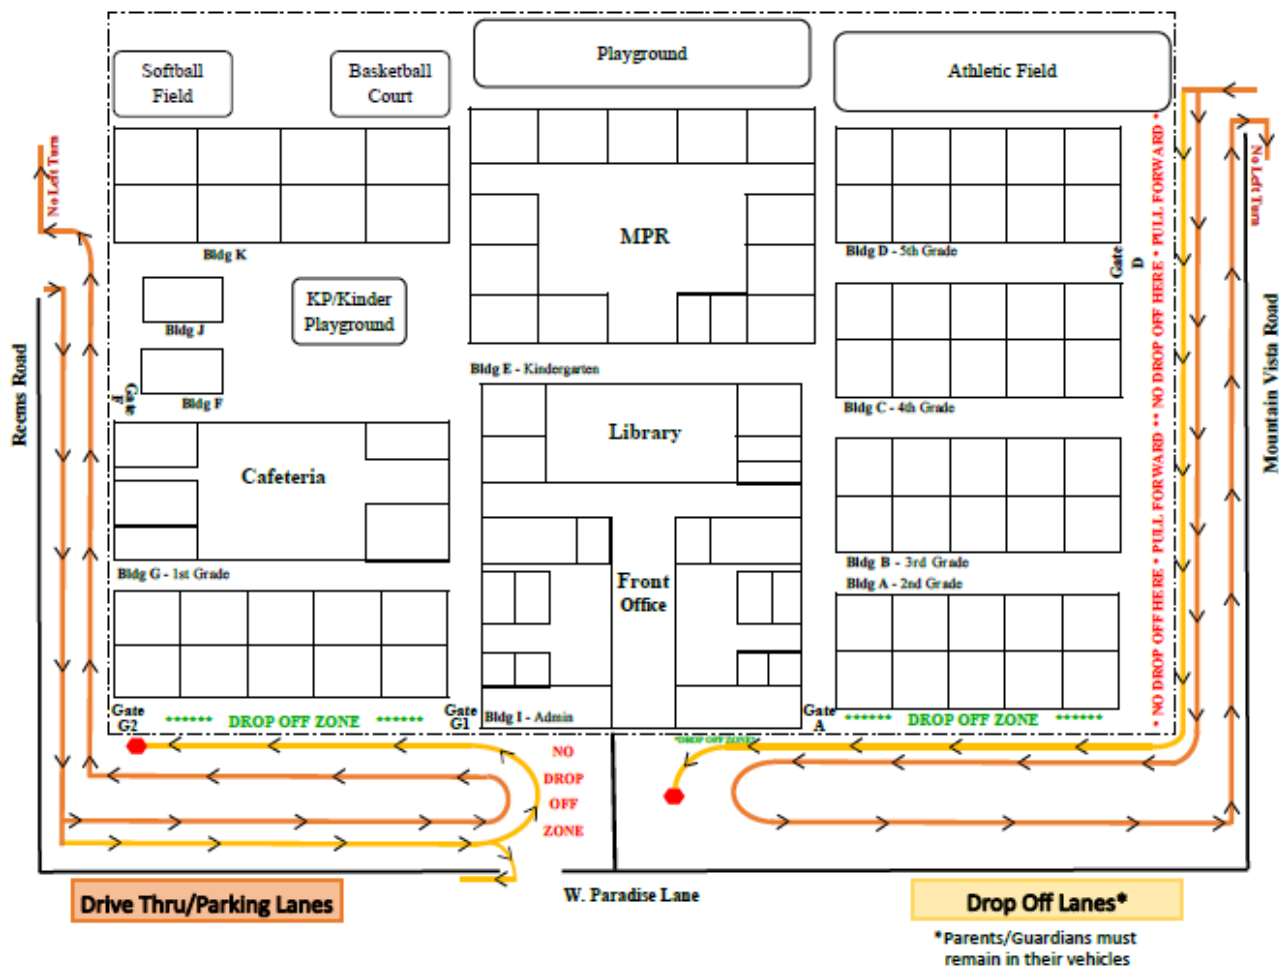 Playground
Softball
Field
Basketball
Court
Athletic Field
No Left Turn
No Left Turn
MPR
Bldg K
Bldg D - 5th Grade
Gate
D
KP/Kinder
Playground
Bldg J
Bldg E - Kindergarten
Gate
F
Bldg F
Bldg C - 4th Grade
Reems Road
Mountain Vista Road
* NO DROP OFF HERE * PULL FORWARD ** NO DROP OFF HERE * PULL FORWARD *
Library
Cafeteria
Bldg G - 1st Grade
Bldg B - 3rd Grade
Bldg A - 2nd Grade
Front
Office
Gate
G2
****** DROP OFF ZONE ******
Gate
G1
Bldg I - Admin
Gate
A
****** DROP OFF ZONE ******
*DROP OFF ZONE*
NO
DROP
OFF
ZONE
W. Paradise Lane
Drive Thru/Parking Lanes
Drop Off Lanes*
*Parents/Guardians must
remain in their vehicles